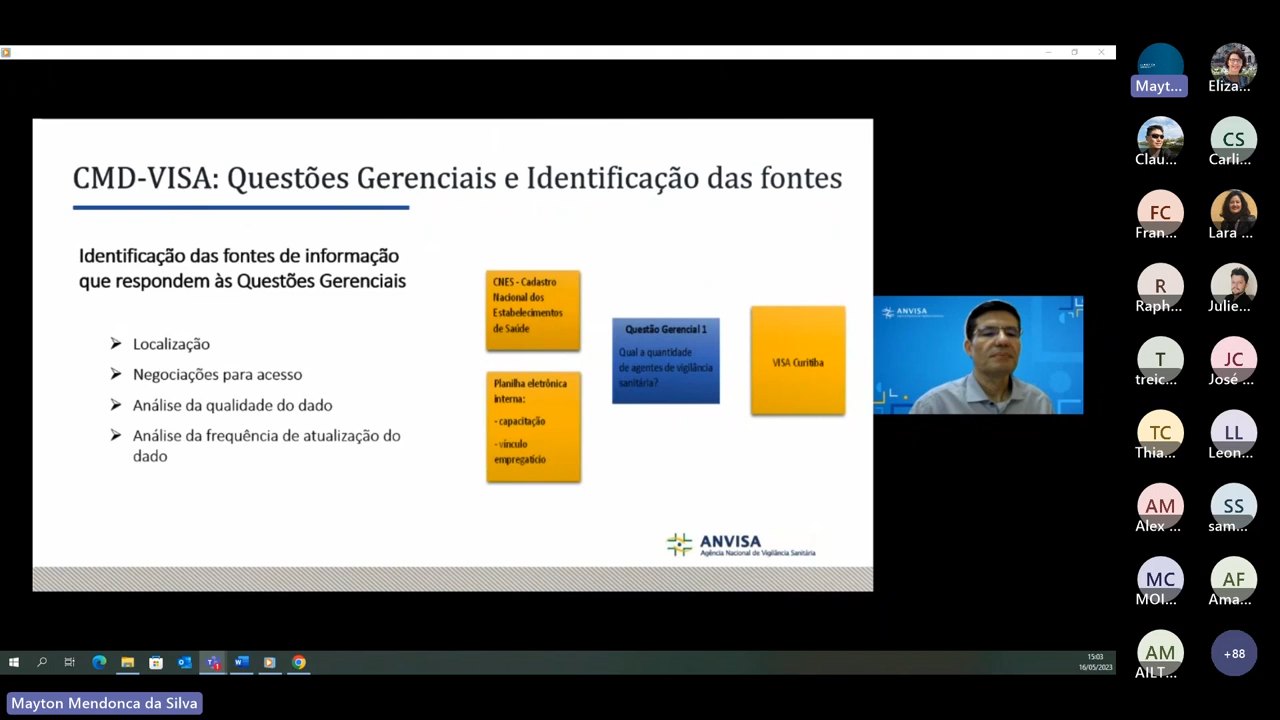 CMD-VISA: Questões Gerenciais e Identificação das fontes
Identificação das fontes de informação
que respondem às Questões Gerenciais
Localização
Negociações para acesso
Análise da qualidade do dado
Análise da frequência de atualização do
dado
CNES - Cadastro
Nacional dos
Estabelecimentos
de Saúde
Planilha eletrônica
interna:
- capacitação
- vínculo
empregatício
Questão Gerencial 1
Qual a quantidade
de agentes de vigilância
sanitária?
VISA Curitiba
ANVISA
Agência Nacional de Vigilância Sanitária
ANVISA
Mayt...
Eliza...
Clau...
CS
Carli...
FC
Fran...
Lara ...
R
Raph...
Julie...
T
treic...
JC
José ...
TC
Thia...
LL
Leon...
AM
Alex ...
SS
sam...
MC
MOI...
AF
Ama...
AM
AILT...
+88
15:03
16/05/2023
Mayton Mendonca da Silva